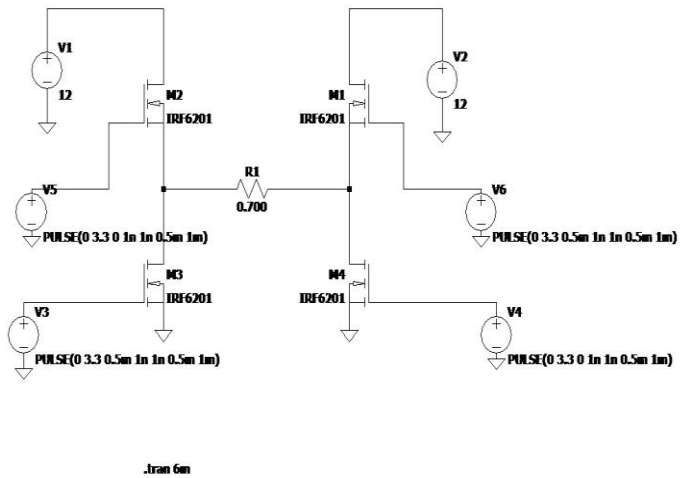 V1
12
M2
IRF6201
M1
IRF6201
V2
12
V5
PULSE(0 3.3 0 1n 1n 0.5m 1m)
R1
0.700
V6
PULSE(0 3.3 0.5m 1n 1n 0.5m 1m)
M3
IRF6201
M4
IRF6201
V3
PULSE(0 3.3 0.5m 1n 1n 0.5m 1m)
V4
PULSE(0 3.3 0 1n 1n 0.5m 1m)
.tran 6m